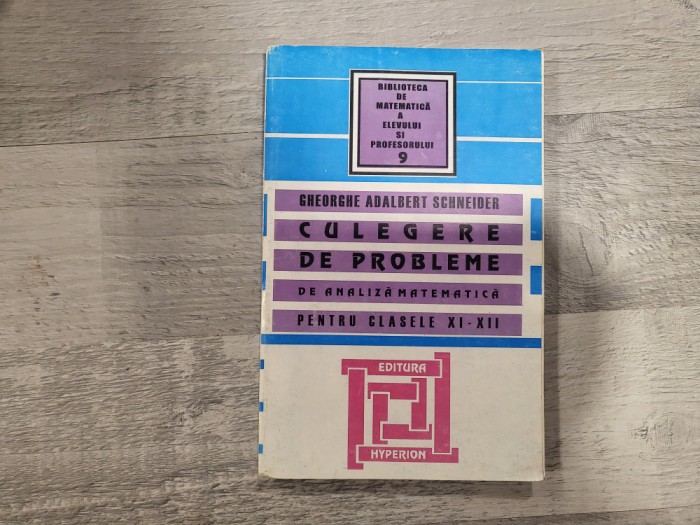 BIBLIOTECA
DE
MATEMATICĂ
A
ELEVULUI
SI
PROFESORULUI
9
GHEORGHE ADALBERT SCHNEIDER
CULEGERE
DE PROBLEME
DE ANALIZĂ MATEMATICĂ
PENTRU CLASELE XI-XII
EDITURA
HYPERION